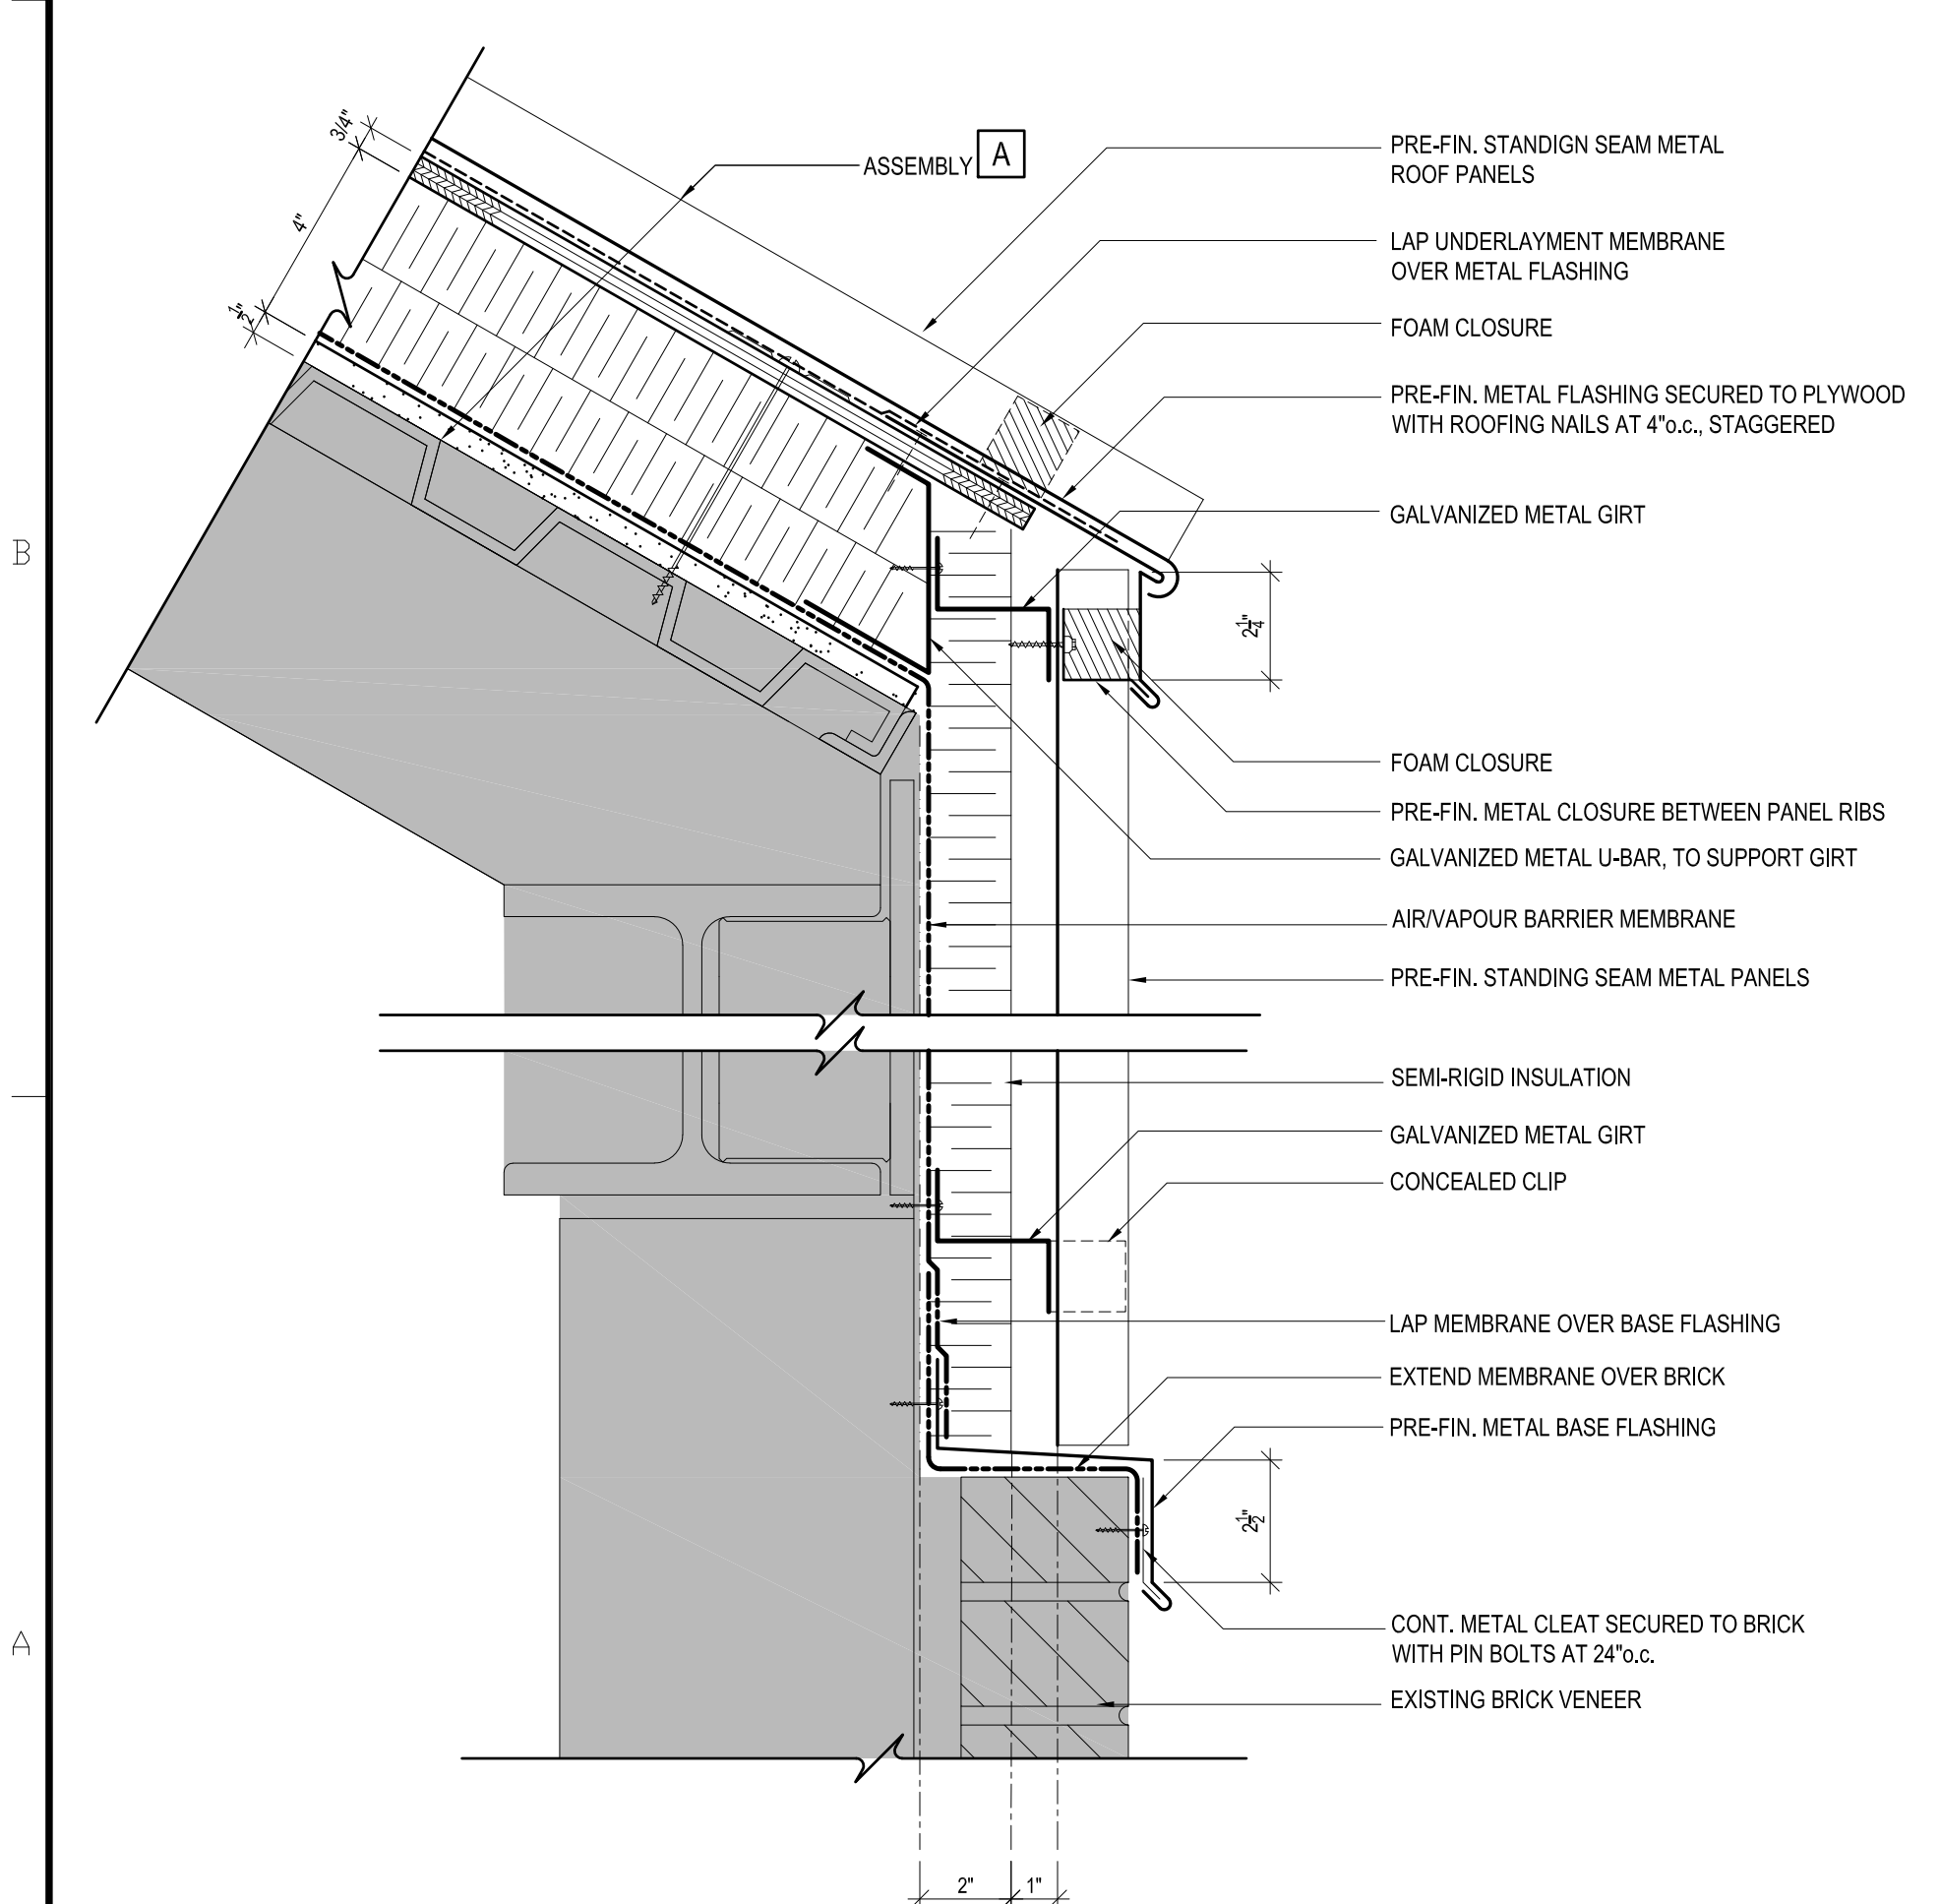 3/4"
4"
1/2"
ASSEMBLY A
PRE-FIN. STANDIGN SEAM METAL
ROOF PANELS
LAP UNDERLAYMENT MEMBRANE
OVER METAL FLASHING
FOAM CLOSURE
PRE-FIN. METAL FLASHING SECURED TO PLYWOOD
WITH ROOFING NAILS AT 4"o.c., STAGGERED
GALVANIZED METAL GIRT
B
2 1/4"
FOAM CLOSURE
PRE-FIN. METAL CLOSURE BETWEEN PANEL RIBS
GALVANIZED METAL U-BAR, TO SUPPORT GIRT
AIR/VAPOUR BARRIER MEMBRANE
PRE-FIN. STANDING SEAM METAL PANELS
SEMI-RIGID INSULATION
GALVANIZED METAL GIRT
CONCEALED CLIP
LAP MEMBRANE OVER BASE FLASHING
EXTEND MEMBRANE OVER BRICK
PRE-FIN. METAL BASE FLASHING
2 1/2"
CONT. METAL CLEAT SECURED TO BRICK
WITH PIN BOLTS AT 24"o.c.
A
EXISTING BRICK VENEER
2" 1"